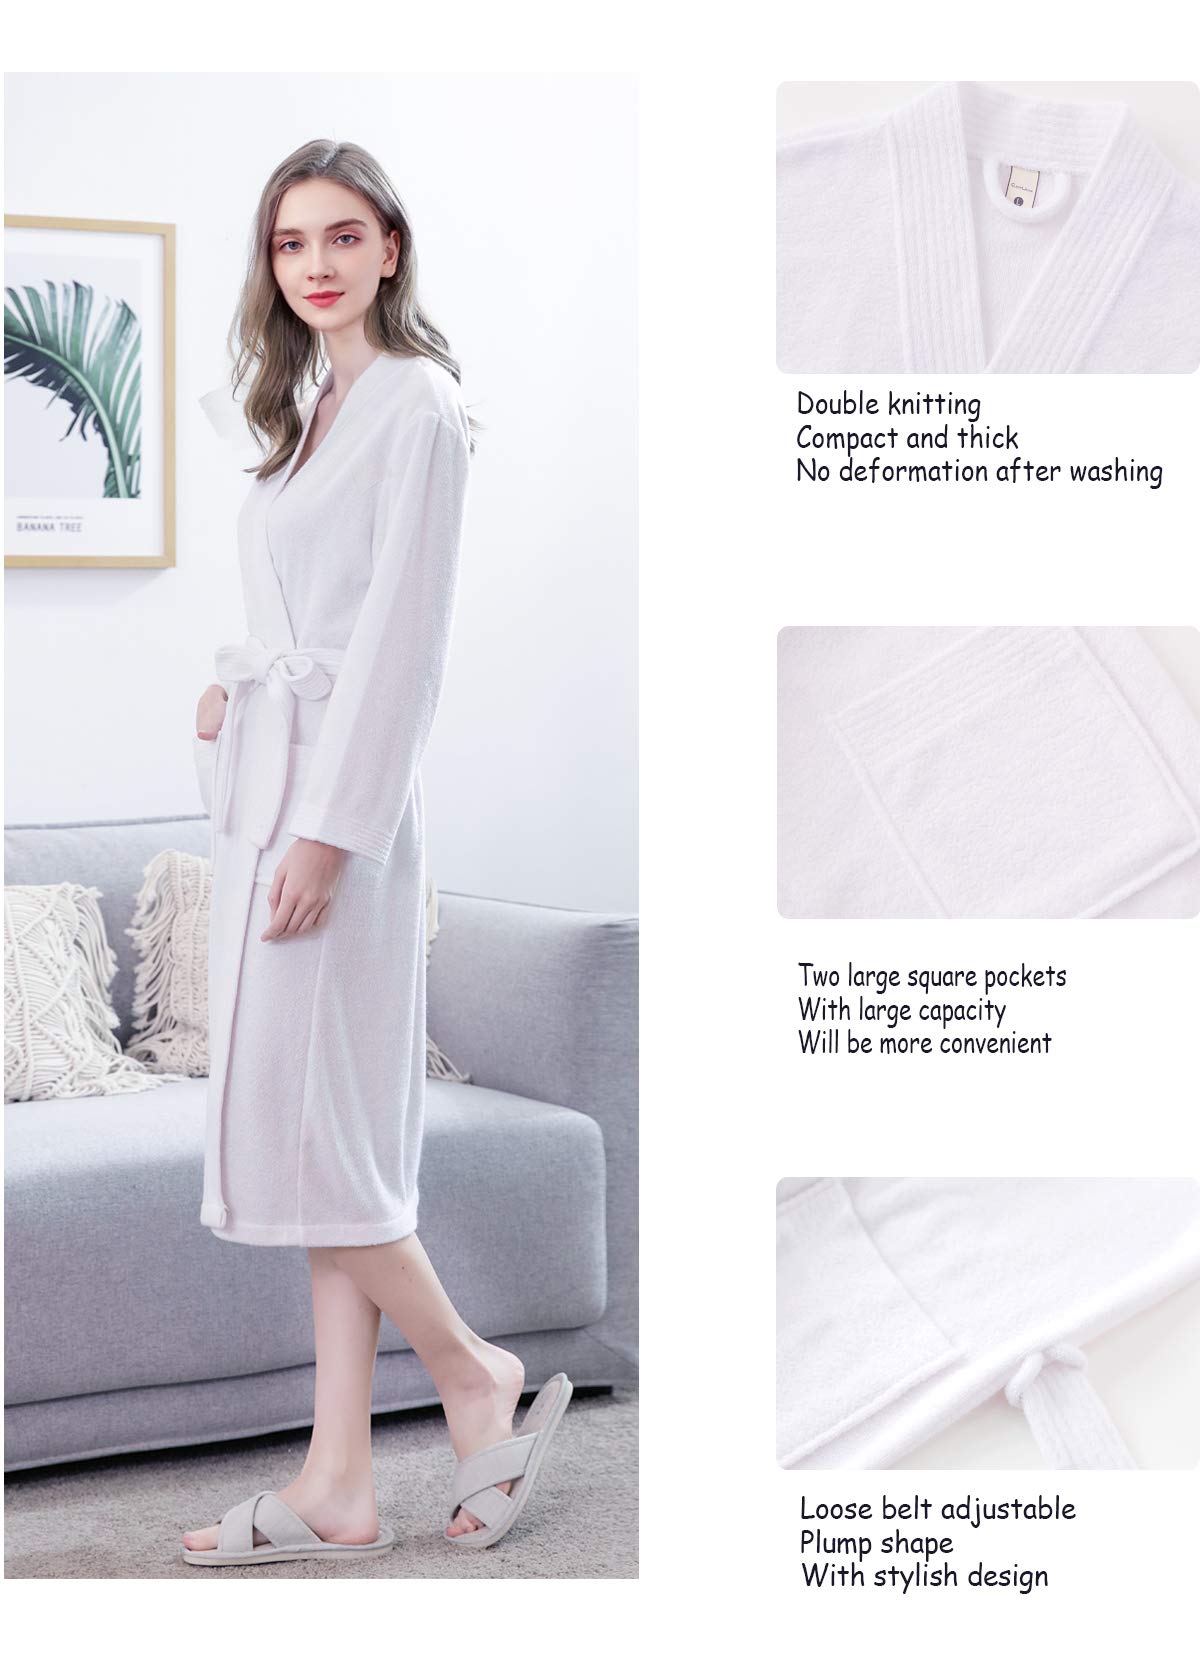 BANANA TREE
L
Double knitting
Compact and thick
No deformation after washing
Two large square pockets
With large capacity
Will be more convenient
Loose belt adjustable
Plump shape
With stylish design